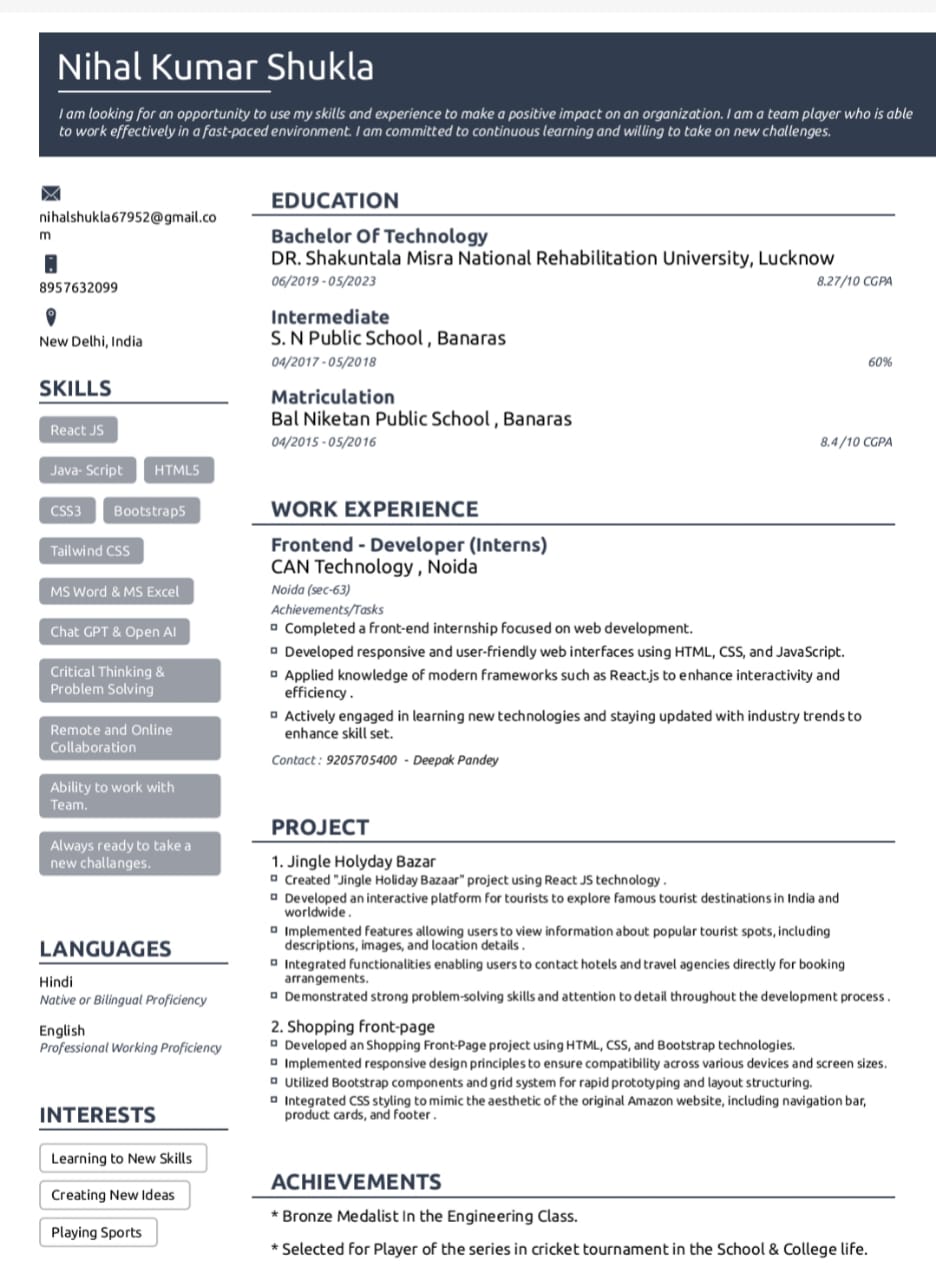 Nihal Kumar Shukla
I am looking for an opportunity to use my skills and experience to make a positive impact on an organization. I am a team player who is able
to work effectively in a fast-paced environment. I am committed to continuous learning and willing to take on new challenges.
nihalshukla67952@gmail.co
m
8957632099
New Delhi, India
SKILLS
React JS
Java- Script HTML5
CSS3 Bootstrap5
Tailwind CSS
MS Word & MS Excel
Chat GPT & Open AI
Critical Thinking &
Problem Solving
Remote and Online
Collaboration
Ability to work with
Team.
Always ready to take a
new challanges.
LANGUAGES
Hindi
Native or Bilingual Proficiency
English
Professional Working Proficiency
INTERESTS
Learning to New Skills
Creating New Ideas
Playing Sports
EDUCATION
Bachelor Of Technology
DR. Shakuntala Misra National Rehabilitation University, Lucknow
06/2019 - 05/2023 8.27/10 CGPA
Intermediate
S. N Public School , Banaras
04/2017 - 05/2018 60%
Matriculation
Bal Niketan Public School , Banaras
04/2015 - 05/2016 8.4 /10 CGPA
WORK EXPERIENCE
Frontend - Developer (Interns)
CAN Technology , Noida
Noida (sec-63)
Achievements/Tasks
Completed a front-end internship focused on web development.
Developed responsive and user-friendly web interfaces using HTML, CSS, and JavaScript.
Applied knowledge of modern frameworks such as React.js to enhance interactivity and
efficiency .
Actively engaged in learning new technologies and staying updated with industry trends to
enhance skill set.
Contact : 9205705400 - Deepak Pandey
PROJECT
1. Jingle Holyday Bazar
Created "Jingle Holiday Bazaar" project using React JS technology .
Developed an interactive platform for tourists to explore famous tourist destinations in India and
worldwide .
Implemented features allowing users to view information about popular tourist spots, including
descriptions, images, and location details .
Integrated functionalities enabling users to contact hotels and travel agencies directly for booking
arrangements.
Demonstrated strong problem-solving skills and attention to detail throughout the development process .
2. Shopping front-page
Developed an Shopping Front-Page project using HTML, CSS, and Bootstrap technologies.
Implemented responsive design principles to ensure compatibility across various devices and screen sizes.
Utilized Bootstrap components and grid system for rapid prototyping and layout structuring.
Integrated CSS styling to mimic the aesthetic of the original Amazon website, including navigation bar,
product cards, and footer .
ACHIEVEMENTS
* Bronze Medalist In the Engineering Class.
* Selected for Player of the series in cricket tournament in the School & College life.